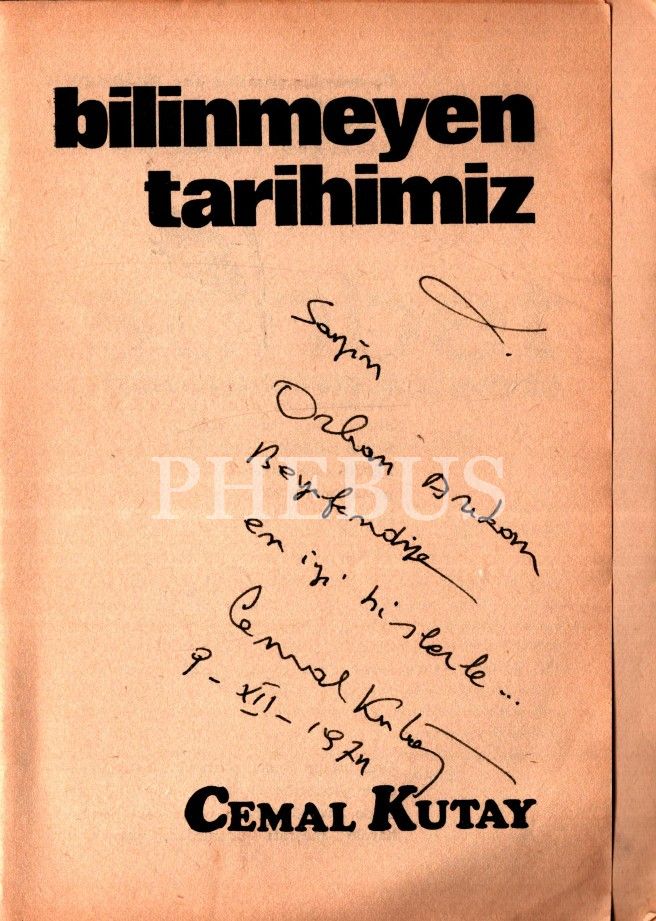 bilinmeyen
tarihimiz
Sayın
Orhan
Beyefendiye
PHEBUS
en iyi hislerle...
Cemal Kutay
9-XII-1974
CEMAL KUTAY